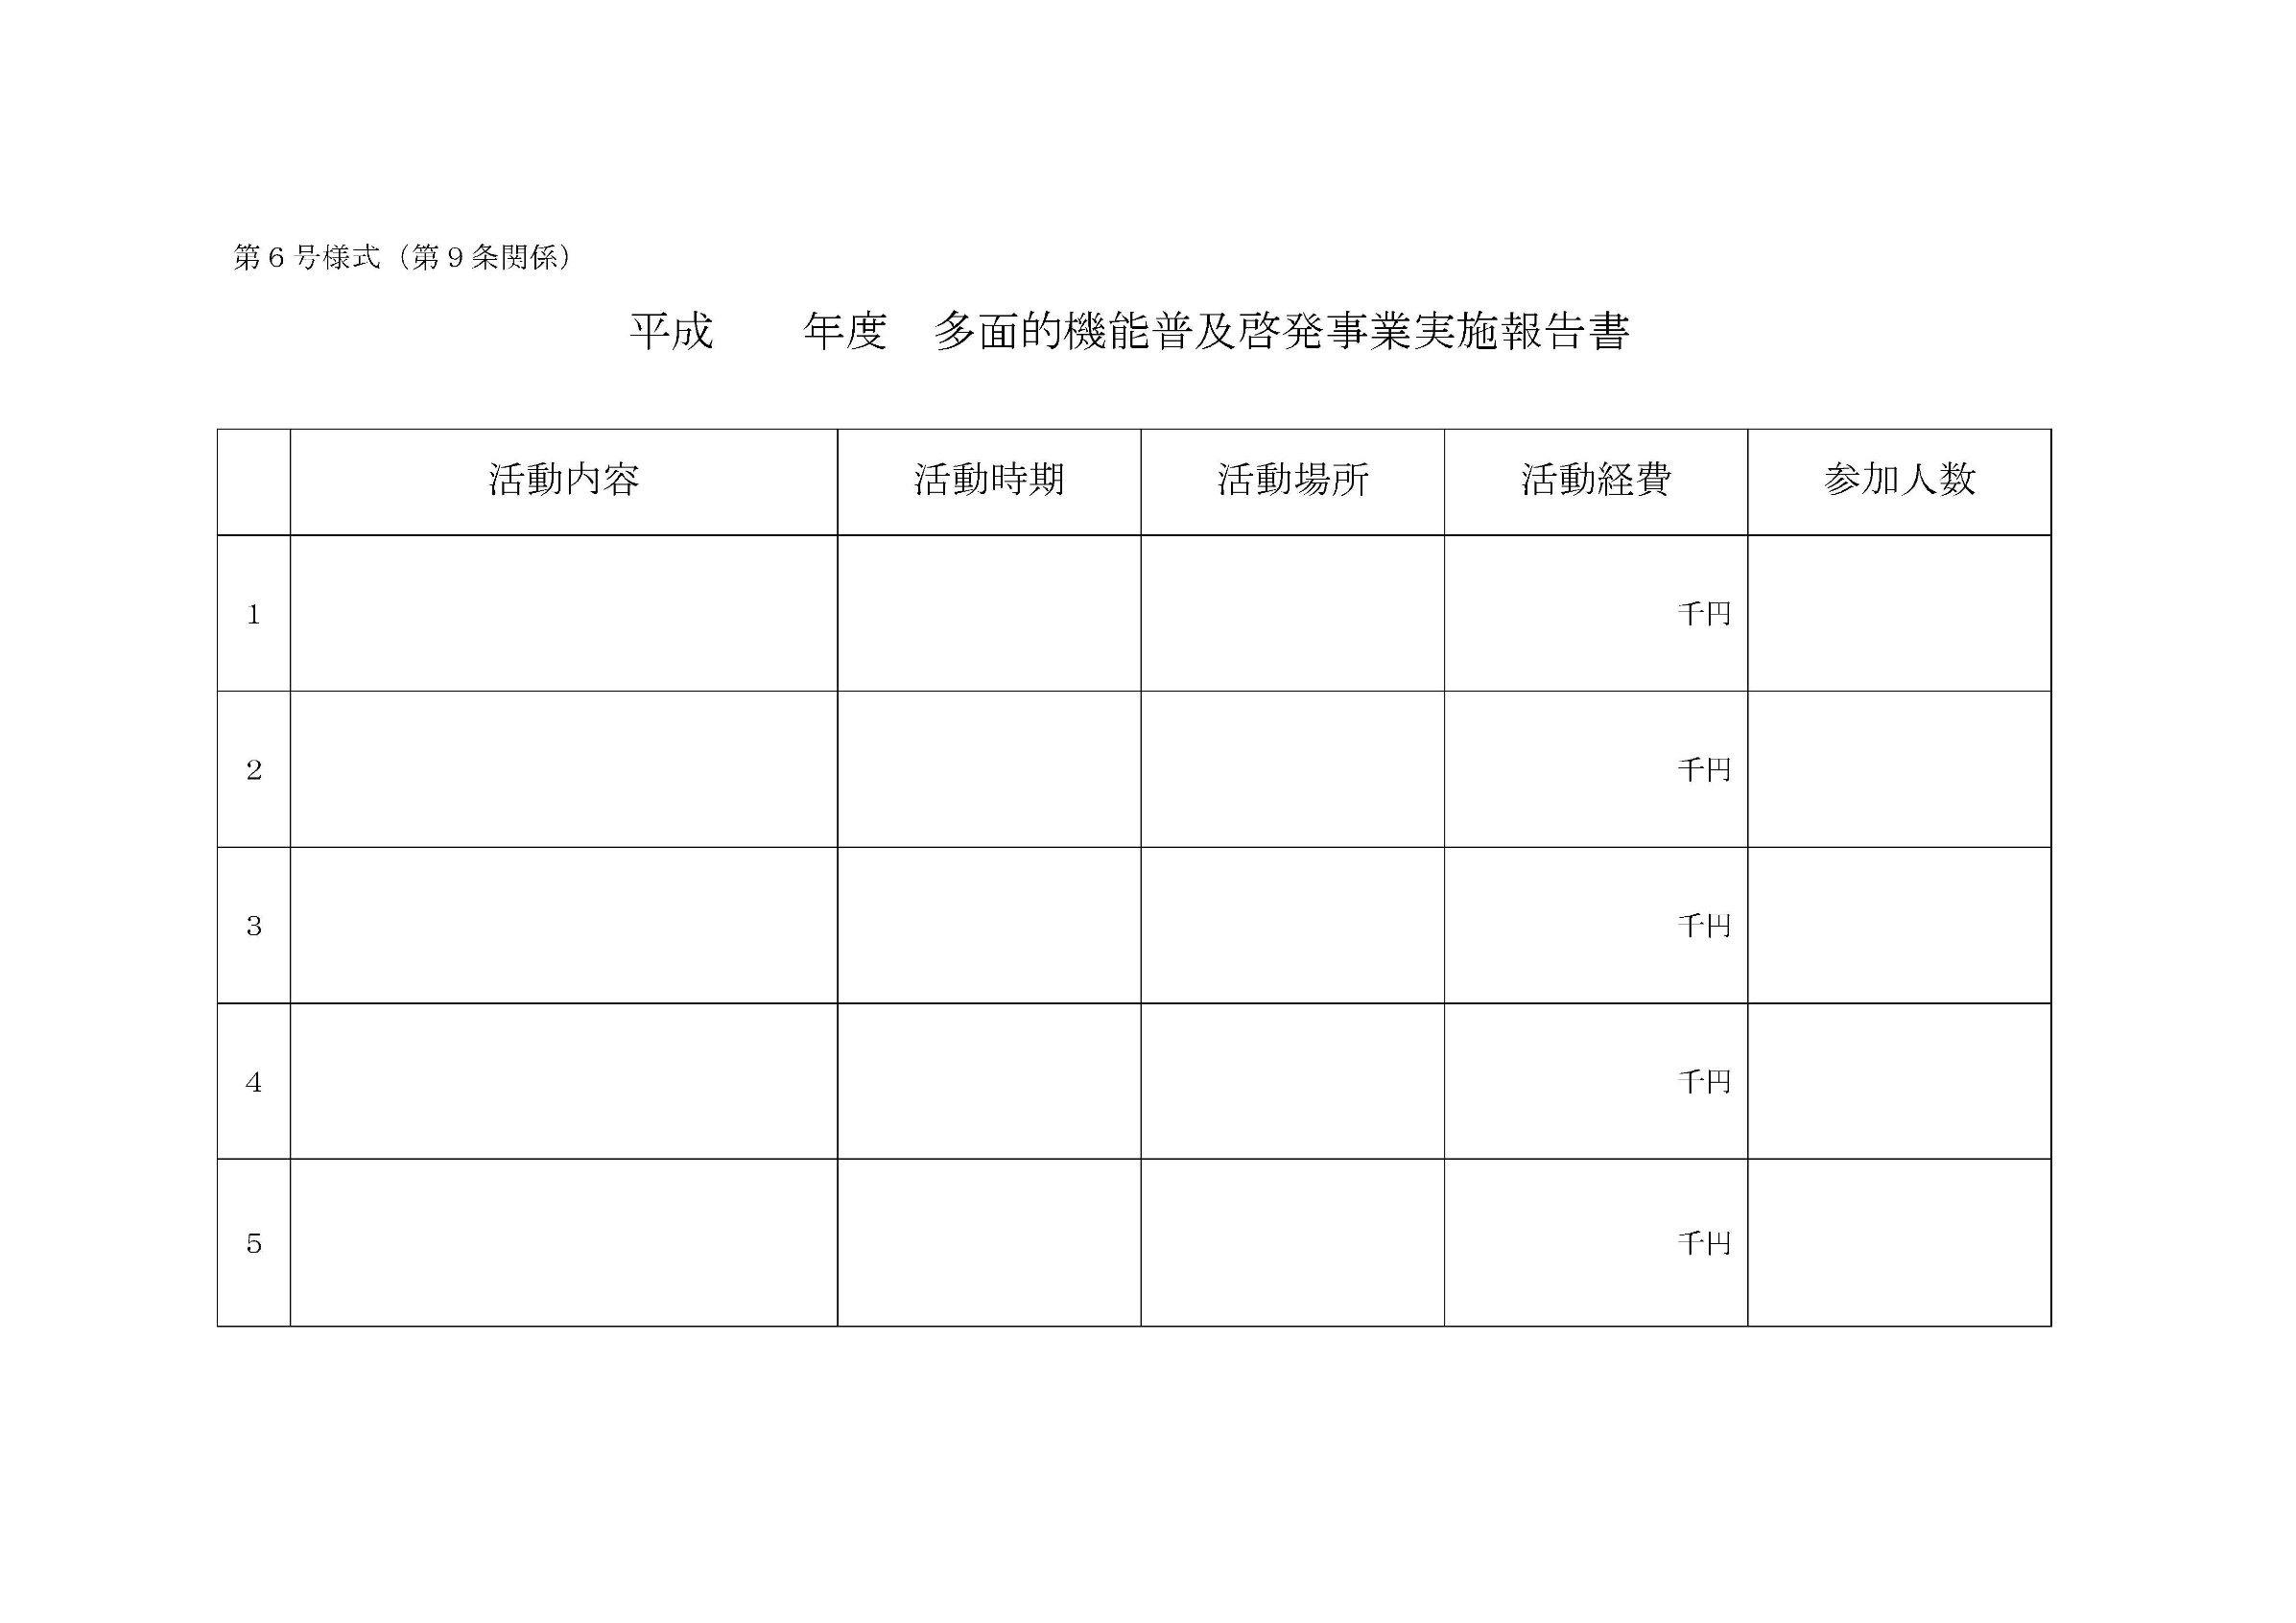 第６号様式（第９条関係）
平成　　年度　多面的機能普及啓発事業実施報告書
活動内容　活動時期　活動場所　活動経費　参加人数
1　千円
2　千円
3　千円
4　千円
5　千円